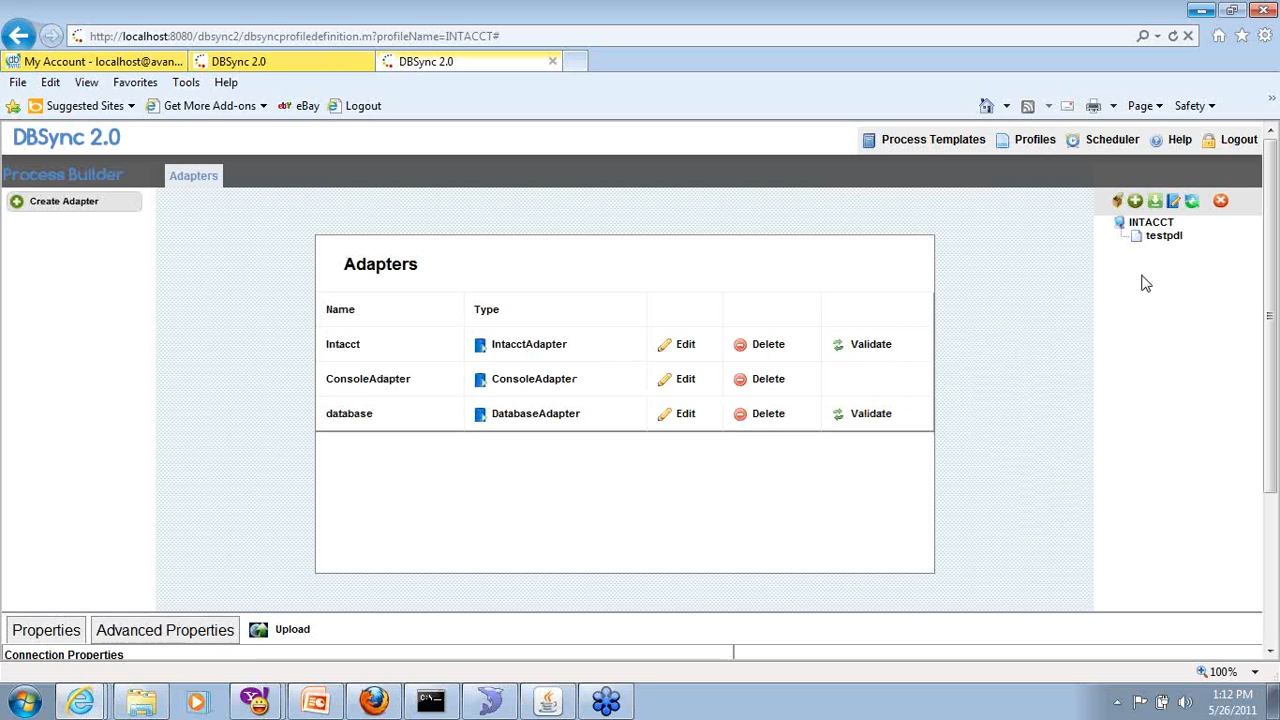 http://localhost:8080/dbsync2/dbsyncprofiledefinition.m?profileName=INTACCT#
My Account - localhost@avan... DBSync 2.0 DBSync 2.0
File Edit View Favorites Tools Help
Suggested Sites Get More Add-ons eBay Logout Page Safety
DBSync 2.0 Process Templates Profiles Scheduler Help Logout
Process Builder Adapters
Create Adapter
INTACCT
testpdl
Adapters
Name Type
Intacct IntacctAdapter Edit Delete Validate
ConsoleAdapter ConsoleAdapter Edit Delete
database DatabaseAdapter Edit Delete Validate
Properties Advanced Properties Upload
Connection Properties
100%
1:12 PM
5/26/2011